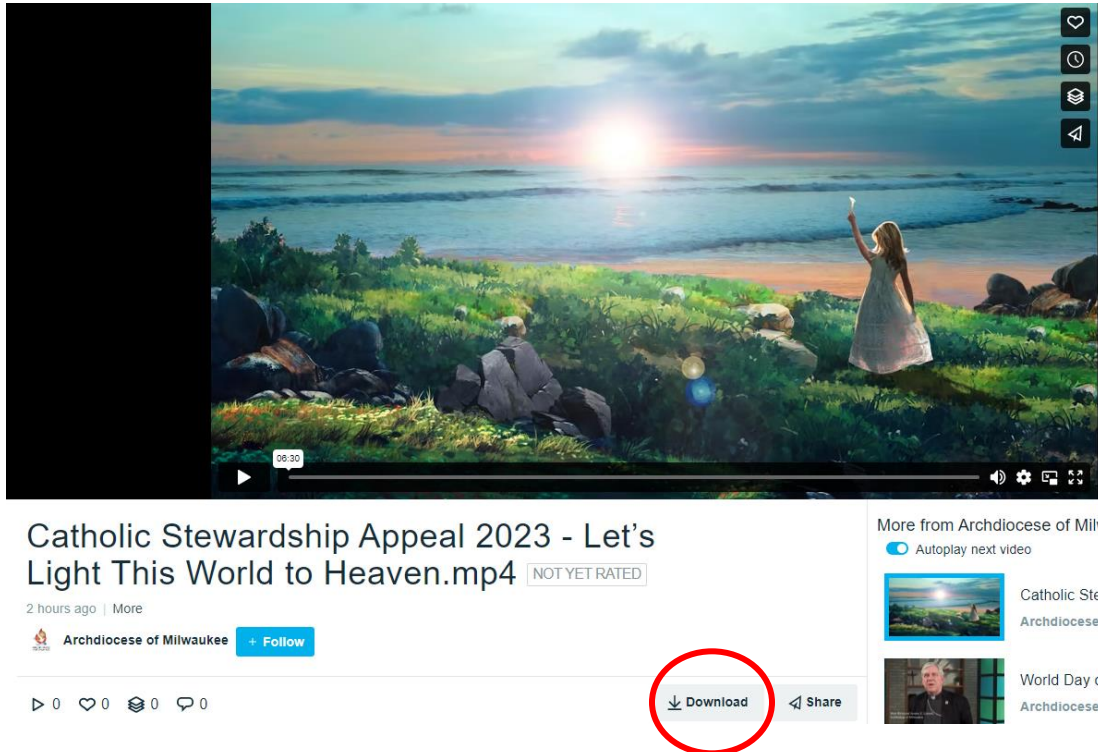 06:30
Catholic Stewardship Appeal 2023 - Let's
Light This World to Heaven.mp4 NOT YET RATED
2 hours ago | More
Archdiocese of Milwaukee + Follow
0 0 0 0
Download Share
More from Archdiocese of Mil
Autoplay next video
Catholic Ste
Archdiocese
World Day
Archdiocese